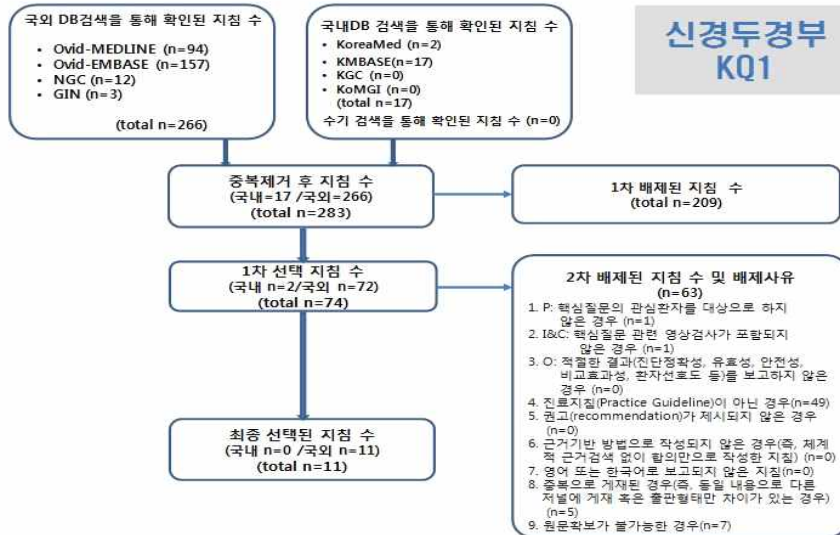 국외 DB검색을 통해 확인된 지침 수
• Ovid-MEDLINE (n=94)
• Ovid-EMBASE (n=157)
• NGC (n=12)
• GIN (n=3)
(total n=266)
국내DB 검색을 통해 확인된 지침 수
• KoreaMed (n=2)
• KMBASE(n=17)
• KGC (n=0)
• KoMGI (n=0)
(total n=17)
수기 검색을 통해 확인된 지침 수 (n=0)
신경두경부
KQ1
중복제거 후 지침 수
(국내=17 /국외=266)
(total n=283)
1차 배제된 지침 수
(total n=209)
1차 선택 지침 수
(국내 n=2/국외 n=72)
(total n=74)
2차 배제된 지침 수 및 배제사유
(n=63)
1. P: 핵심질문의 관심환자를 대상으로 하지
않은 경우 (n=1)
2. I&C: 핵심질문 관련 영상검사가 포함되지
않은 경우 (n=1)
3. O: 적절한 결과(진단정확성, 유효성, 안전성,
비교효과성, 환자선호도 등)를 보고하지 않은
경우 (n=0)
4. 진료지침(Practice Guideline)이 아닌 경우(n=49)
5. 권고(recommendation)가 제시되지 않은 경우
(n=0)
6. 근거기반 방법으로 작성되지 않은 경우(즉, 체계
적 근거검색 없이 합의만으로 작성한 지침) (n=0)
7. 영어 또는 한국어로 보고되지 않은 지침(n=0)
8. 중복으로 게재된 경우(즉, 동일 내용으로 다른
저널에 게재 혹은 출판형태만 차이가 있는 경우)
(n=5)
9. 원문확보가 불가능한 경우(n=7)
최종 선택된 지침 수
(국내 n=0 /국외 n=11)
(total n=11)